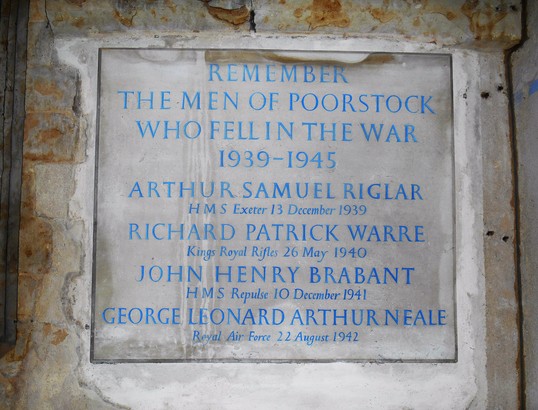 REMEMBER
THE MEN OF POORSTOCK
WHO FELL IN THE WAR
1939-1945
ARTHUR SAMUEL RIGLAR
HMS Exeter 13 December 1939
RICHARD PATRICK WARRE
Kings Royal Rifles 26 May 1940
JOHN HENRY BRABANT
HMS Repulse 10 December 1941
GEORGE LEONARD ARTHUR NEALE
Royal Air Force 22 August 1942